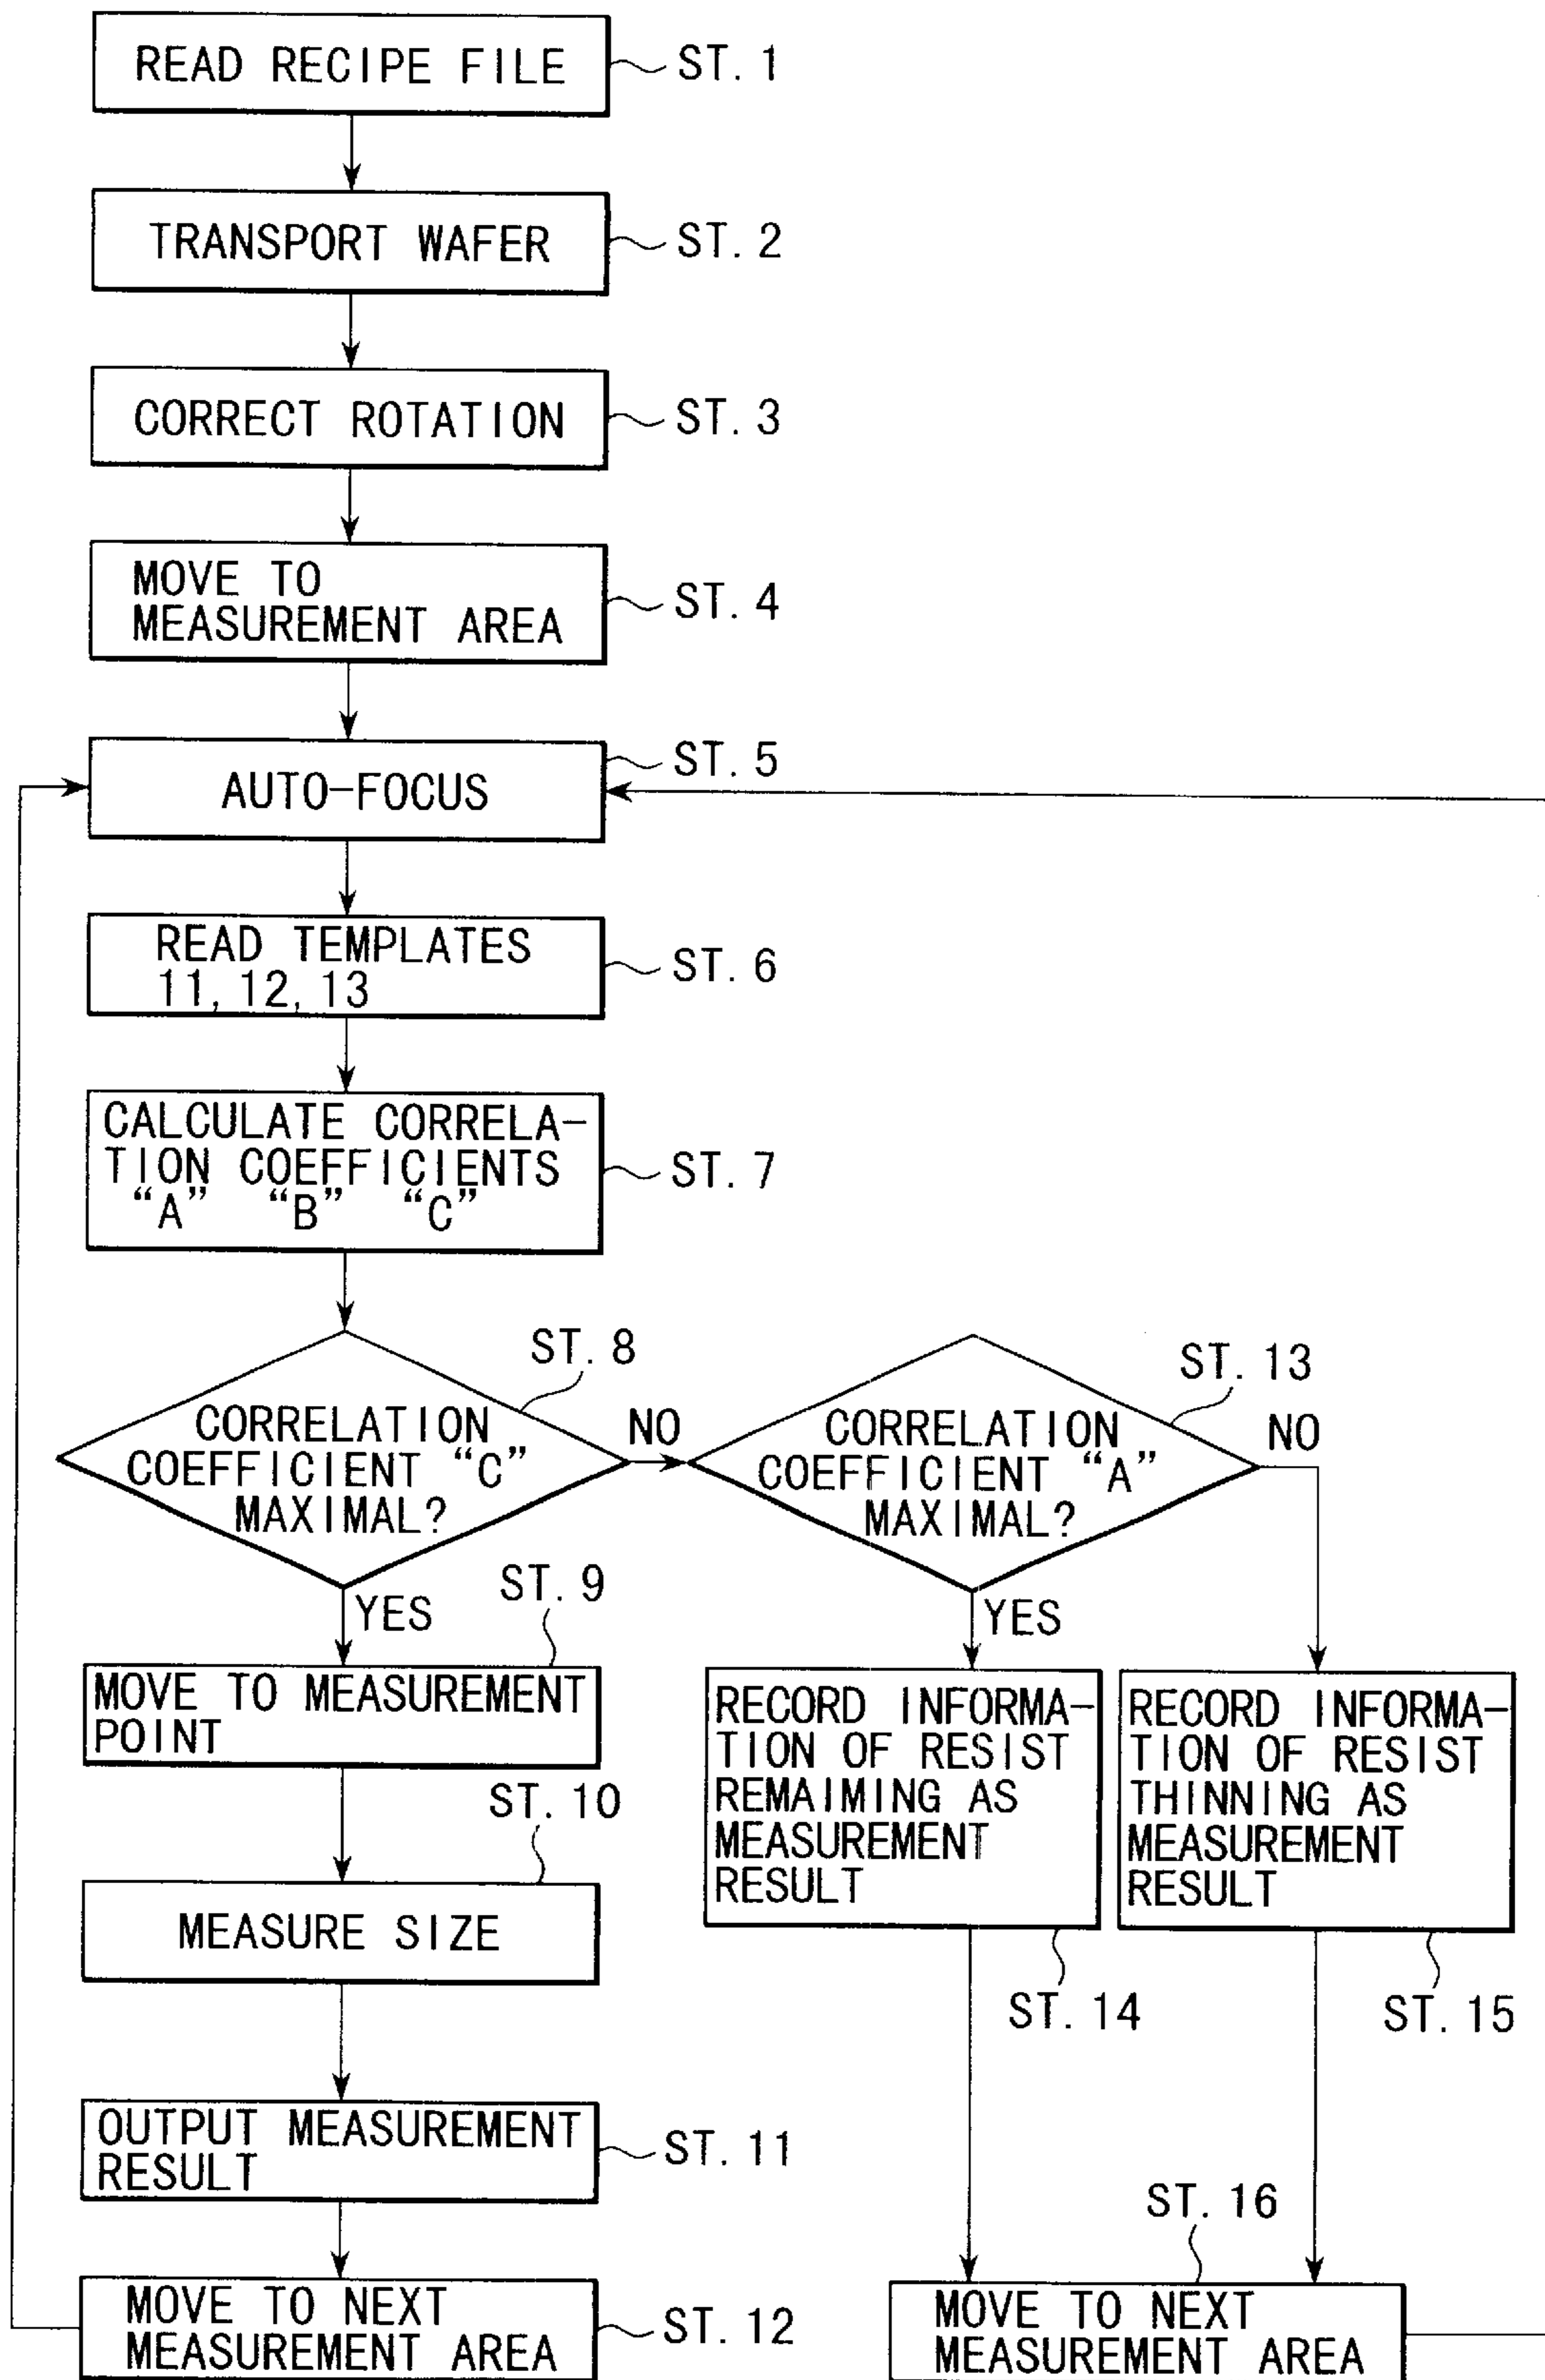 READ RECIPE FILE
ST. 1
TRANSPORT WAFER
ST. 2
CORRECT ROTATION
ST. 3
MOVE TO
MEASUREMENT AREA
ST. 4
AUTO-FOCUS
ST. 5
READ TEMPLATES
11, 12, 13
ST. 6
CALCULATE CORRELA-
TION COEFFICIENTS
“A” “B” “C”
ST. 7
ST. 8
CORRELATION
COEFFICIENT “C”
MAXIMAL?
NO
YES
ST. 13
CORRELATION
COEFFICIENT “A”
MAXIMAL?
NO
YES
ST. 9
MOVE TO MEASUREMENT
POINT
ST. 10
MEASURE SIZE
OUTPUT MEASUREMENT
RESULT
ST. 11
MOVE TO NEXT
MEASUREMENT AREA
ST. 12
RECORD INFORMA-
TION OF RESIST
REMAIMING AS
MEASUREMENT
RESULT
ST. 14
RECORD INFORMA-
TION OF RESIST
THINNING AS
MEASUREMENT
RESULT
ST. 15
ST. 16
MOVE TO NEXT
MEASUREMENT AREA